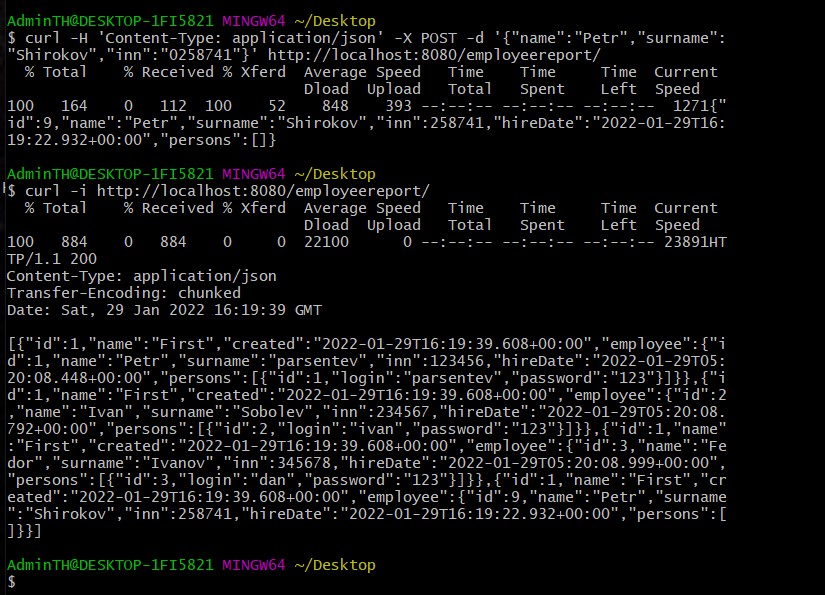 AdminTH@DESKTOP-1FI5821 MINGW64 ~/Desktop
$ curl -H 'Content-Type: application/json' -X POST -d '{"name":"Petr","surname":
"Shirokov","inn":"0258741"}' http://localhost:8080/employeereport/
  % Total    % Received % Xferd  Average Speed   Time    Time     Time  Current
                                 Dload  Upload   Total   Spent    Left  Speed
100   164    0   112  100    52    848    393 --:--:-- --:--:-- --:--:--  1271{"
id":9,"name":"Petr","surname":"Shirokov","inn":258741,"hireDate":"2022-01-29T16:
19:22.932+00:00","persons":[]}
AdminTH@DESKTOP-1FI5821 MINGW64 ~/Desktop
$ curl -i http://localhost:8080/employeereport/
  % Total    % Received % Xferd  Average Speed   Time    Time     Time  Current
                                 Dload  Upload   Total   Spent    Left  Speed
100   884    0   884    0     0  22100      0 --:--:-- --:--:-- --:--:-- 23891HT
TP/1.1 200
Content-Type: application/json
Transfer-Encoding: chunked
Date: Sat, 29 Jan 2022 16:19:39 GMT
[{"id":1,"name":"First","created":"2022-01-29T16:19:39.608+00:00","employee":{"i
d":1,"name":"Petr","surname":"parsentev","inn":123456,"hireDate":"2022-01-29T05:
20:08.448+00:00","persons":[{"id":1,"login":"parsentev","password":"123"}]}},{"i
d":1,"name":"First","created":"2022-01-29T16:19:39.608+00:00","employee":{"id":2
,"name":"Ivan","surname":"Sobolev","inn":234567,"hireDate":"2022-01-29T05:20:08.
792+00:00","persons":[{"id":2,"login":"ivan","password":"123"}]}},{"id":1,"name"
:"First","created":"2022-01-29T16:19:39.608+00:00","employee":{"id":3,"name":"Fe
dor","surname":"Ivanov","inn":345678,"hireDate":"2022-01-29T05:20:08.999+00:00",
"persons":[{"id":3,"login":"dan","password":"123"}]}},{"id":1,"name":"First","cr
eated":"2022-01-29T16:19:39.608+00:00","employee":{"id":9,"name":"Petr","surname
":"Shirokov","inn":258741,"hireDate":"2022-01-29T16:19:22.932+00:00","persons":[
]}}]
AdminTH@DESKTOP-1FI5821 MINGW64 ~/Desktop
$